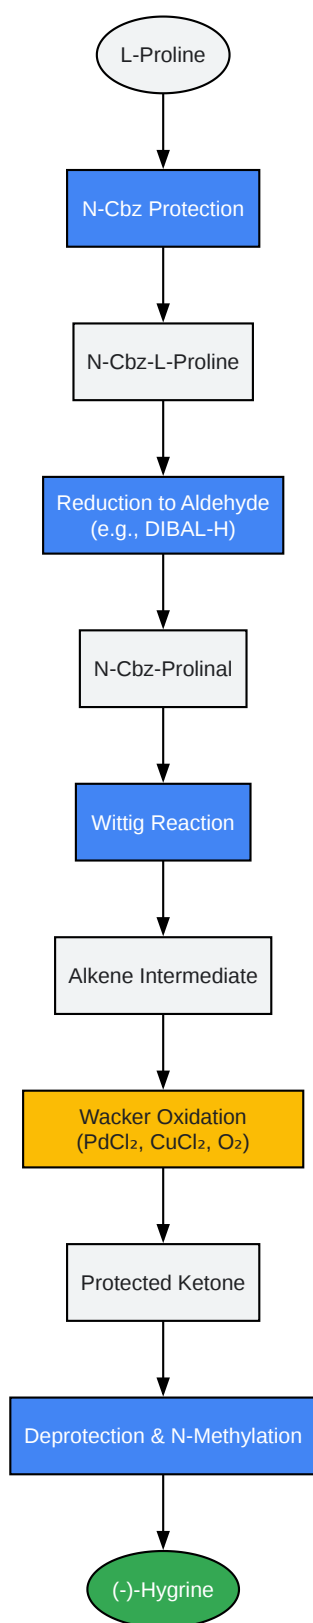 L-Proline
N-Cbz Protection
N-Cbz-L-Proline
Reduction to Aldehyde
(e.g., DIBAL-H)
N-Cbz-Prolinal
Wittig Reaction
Alkene Intermediate
Wacker Oxidation
(PdCl₂, CuCl₂, O₂)
Protected Ketone
Deprotection & N-Methylation
(-)-Hygrine